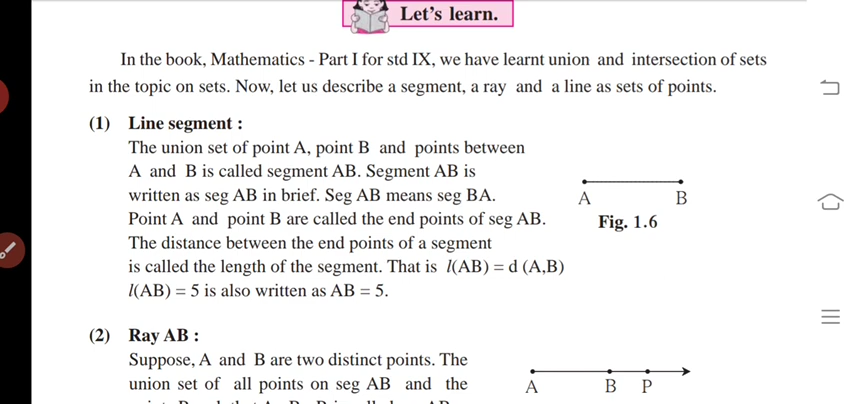 Let's learn.
In the book, Mathematics - Part I for std IX, we have learnt union and intersection of sets
in the topic on sets. Now, let us describe a segment, a ray and a line as sets of points.
(1) Line segment :
The union set of point A, point B and points between
A and B is called segment AB. Segment AB is
written as seg AB in brief. Seg AB means seg BA.
Point A and point B are called the end points of seg AB.
The distance between the end points of a segment
is called the length of the segment. That is l(AB) = d (A,B)
l(AB) = 5 is also written as AB = 5.
A B
Fig. 1.6
(2) Ray AB :
Suppose, A and B are two distinct points. The
union set of all points on seg AB and the
A B P